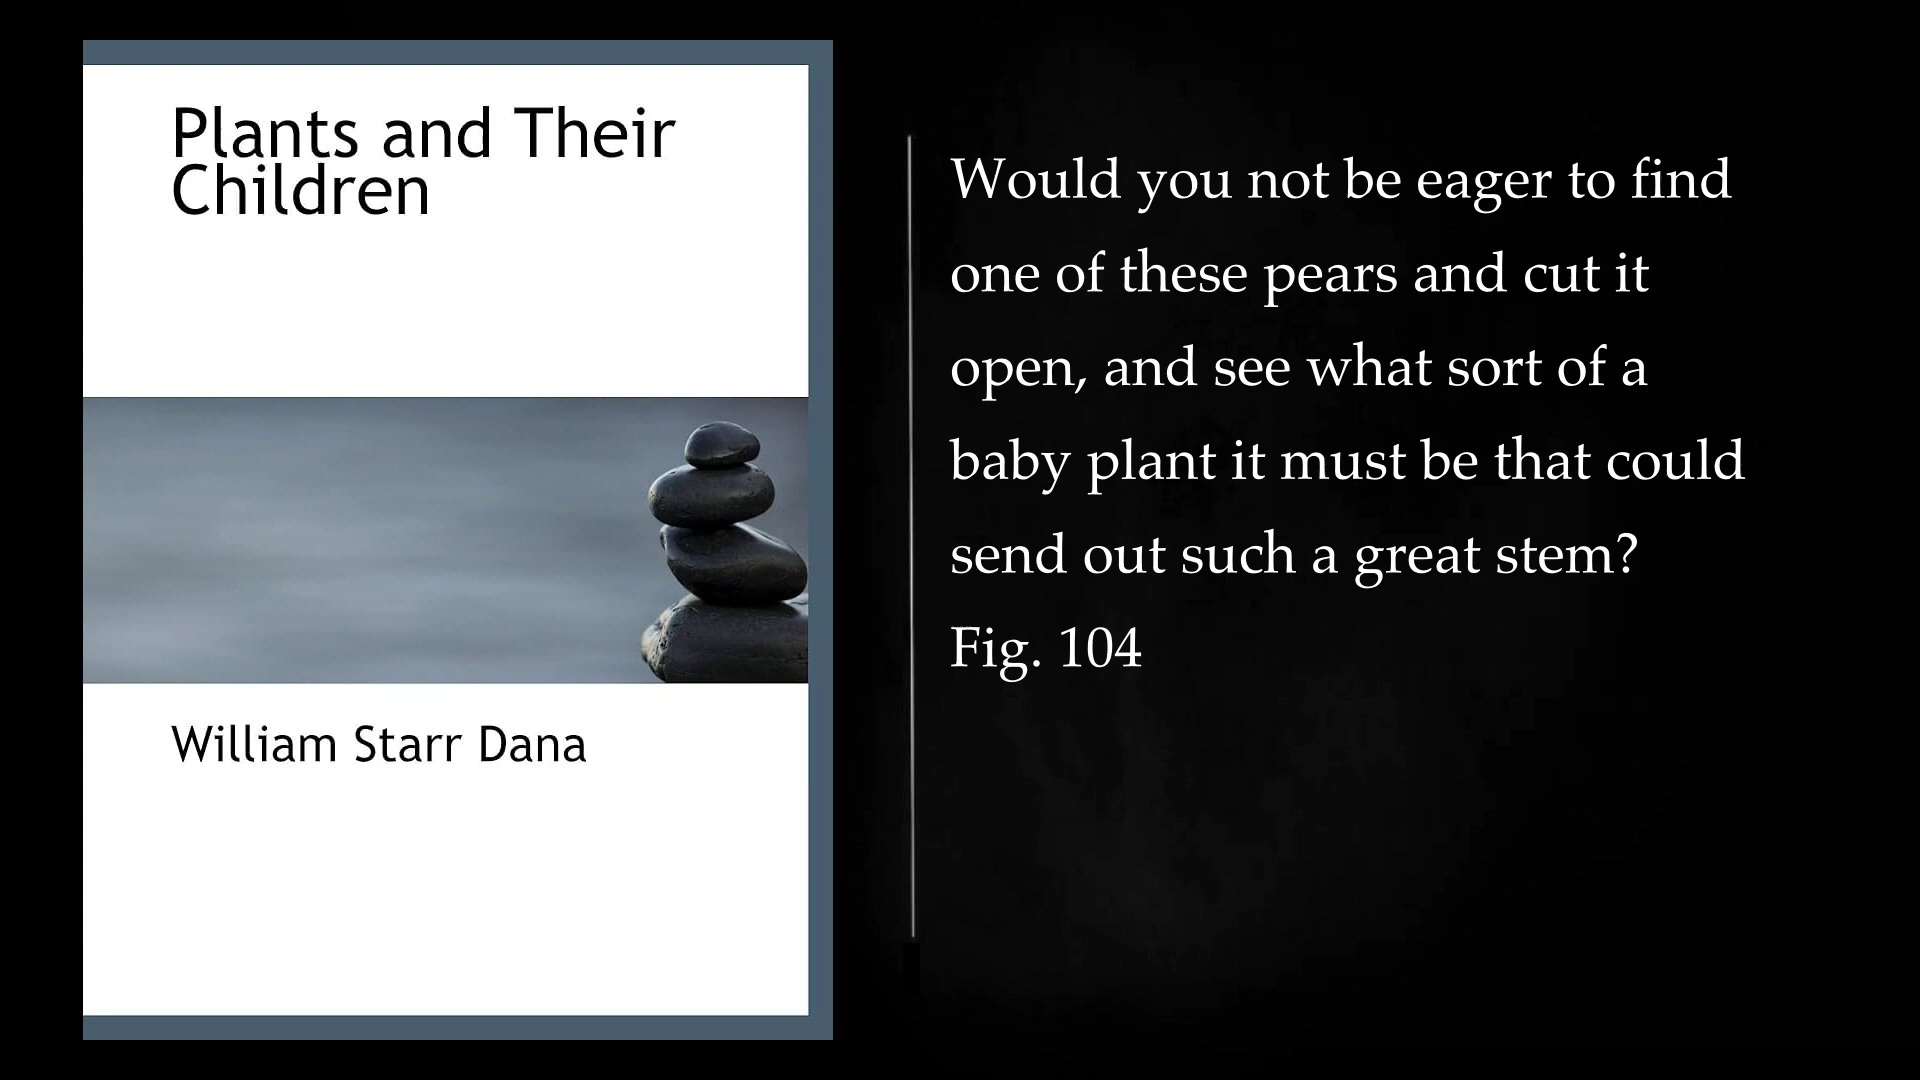 Plants and Their
Children
William Starr Dana
Would you not be eager to find
one of these pears and cut it
open, and see what sort of a
baby plant it must be that could
send out such a great stem?
Fig. 104